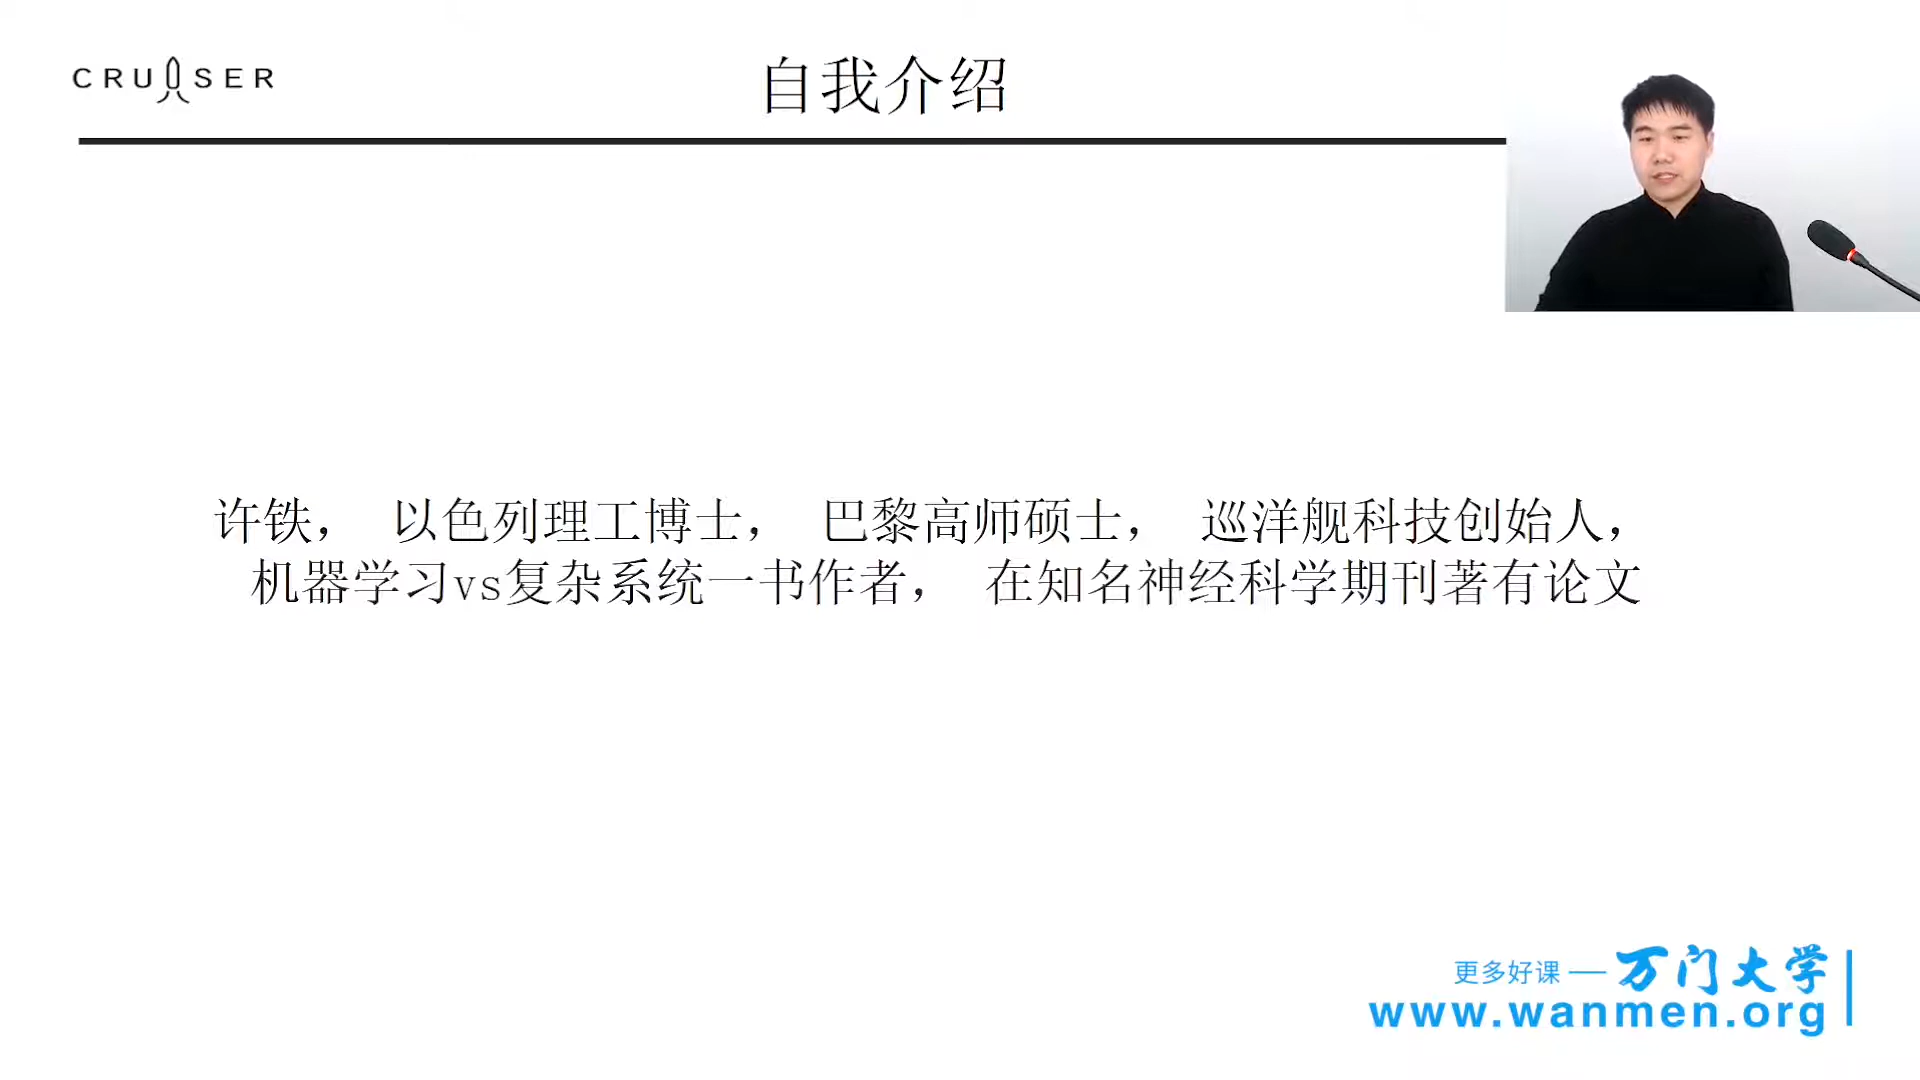 CRUISER
自我介绍
许铁， 以色列理工博士， 巴黎高师硕士， 巡洋舰科技创始人，
机器学习vs复杂系统一书作者， 在知名神经科学期刊著有论文
更多好课 — 万门大学
www.wanmen.org